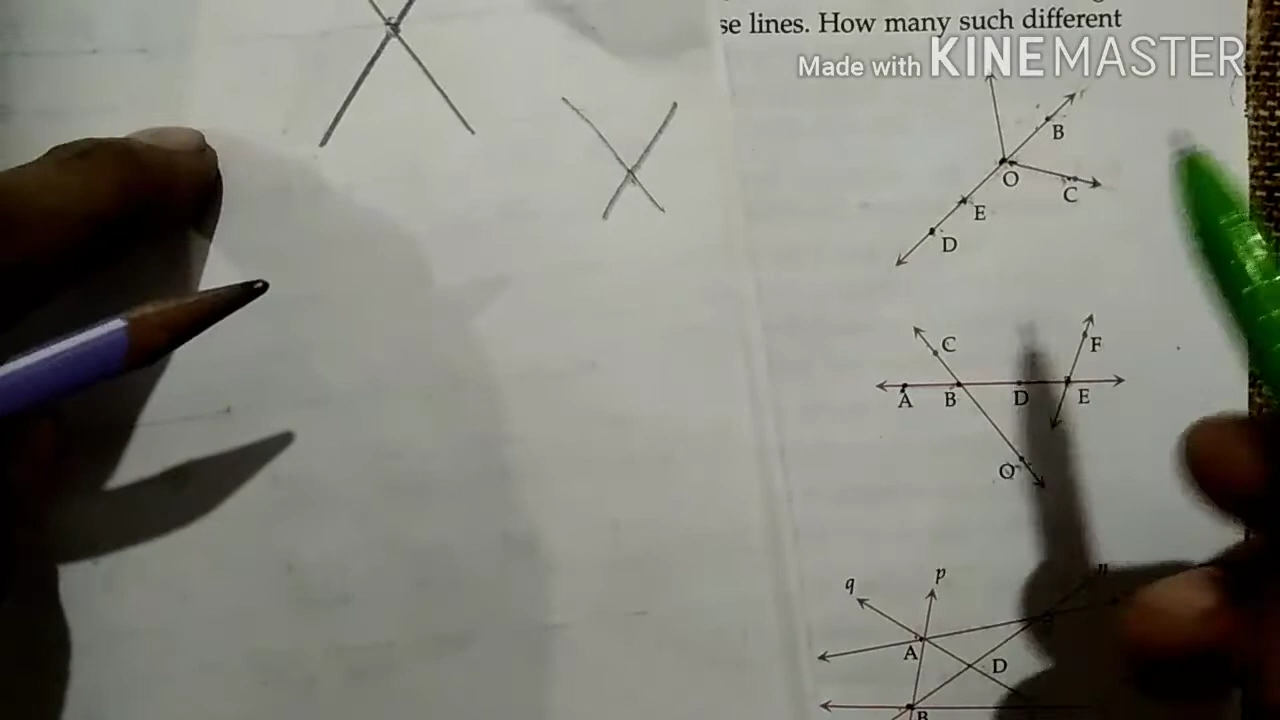 se lines. How many such different
Made with KINEMASTER
B
O
C
E
D
C
F
A
B
D
E
O
q
p
n
A
D
B